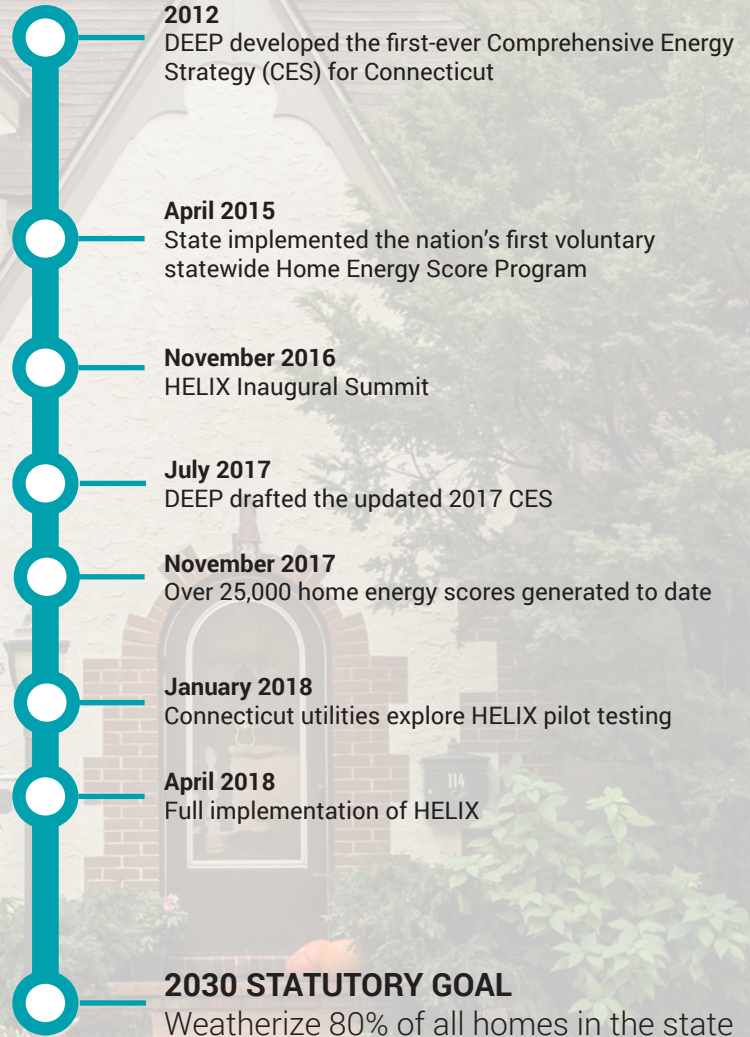 2012
DEEP developed the first-ever Comprehensive Energy
Strategy (CES) for Connecticut
April 2015
State implemented the nation's first voluntary
statewide Home Energy Score Program
November 2016
HELIX Inaugural Summit
July 2017
DEEP drafted the updated 2017 CES
November 2017
Over 25,000 home energy scores generated to date
January 2018
Connecticut utilities explore HELIX pilot testing
April 2018
Full implementation of HELIX
114
2030 STATUTORY GOAL
Weatherize 80% of all homes in the state